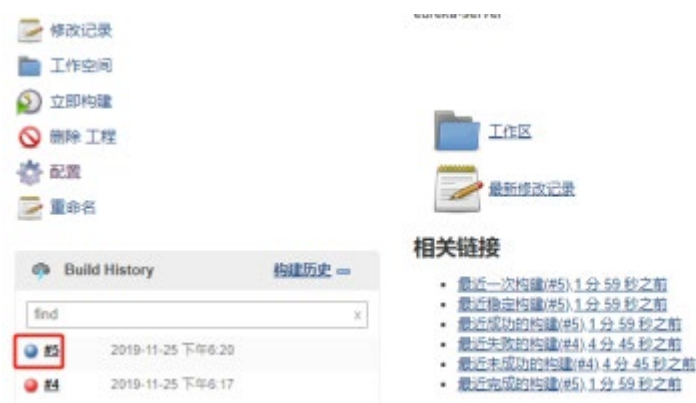 修改记录
工作空间
立即构建
删除 工程
配置
重命名
Build History
构建历史
find
x
#5
2019-11-25 下午6:20
#4
2019-11-25 下午6:17
eureka-server
工作区
最新修改记录
相关链接
最近一次构建(#5),1 分 59 秒之前
最近稳定构建(#5),1 分 59 秒之前
最近成功的构建(#5),1 分 59 秒之前
最近失败的构建(#4),4 分 45 秒之前
最近未成功的构建(#4),4 分 45 秒之前
最近完成的构建(#5),1 分 59 秒之前